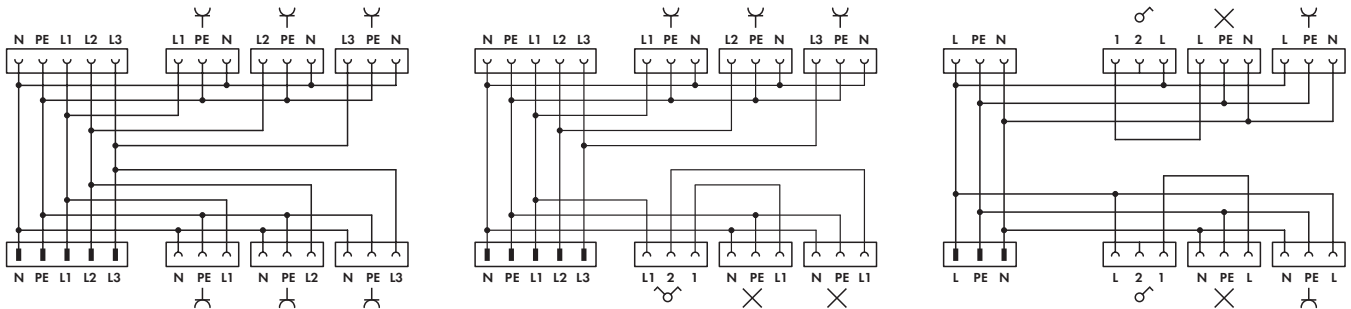 N PE L1 L2 L3 L1 PE N L2 PE N L3 PE N
N PE L1 L2 L3 N PE L1 N PE L2 N PE L3
N PE L1 L2 L3 L1 PE N L2 PE N L3 PE N
N PE L1 L2 L3 L1 2 1 N PE L1 N PE L1
L PE N 1 2 L L PE N L PE N
L PE N L 2 1 N PE L N PE L